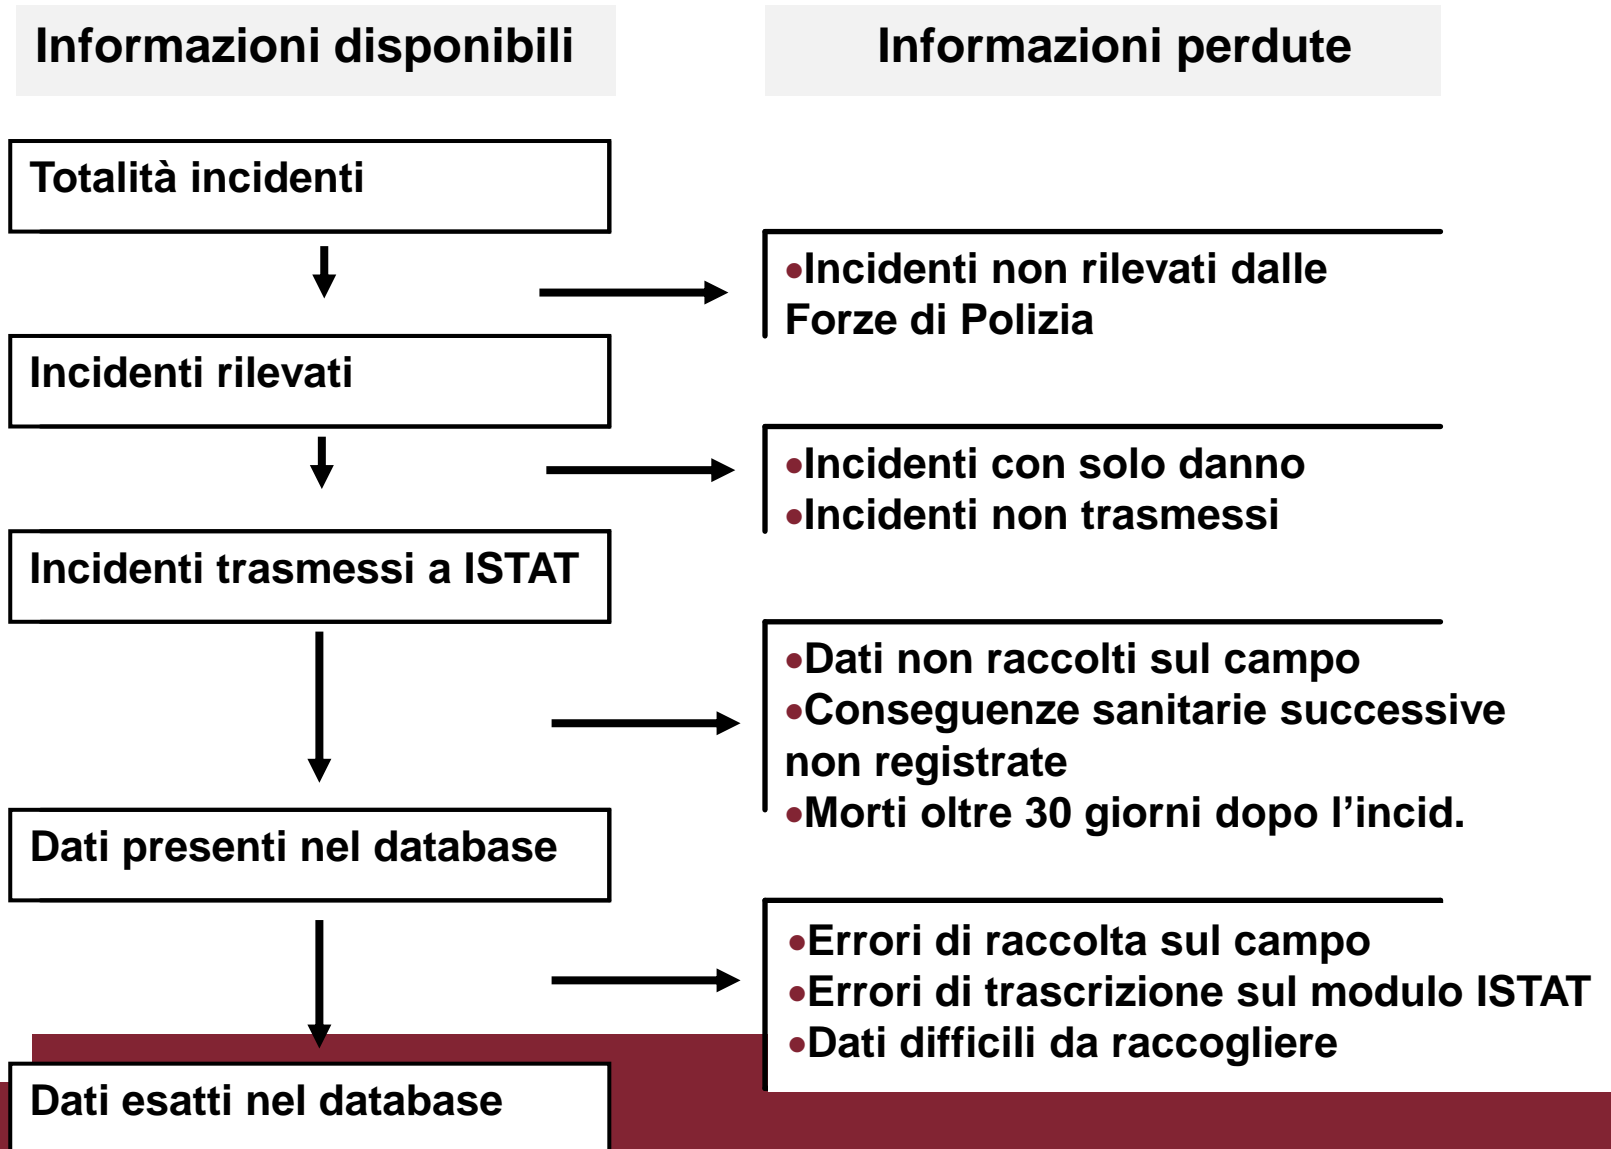 Informazioni disponibili
Informazioni perdute
Totalità incidenti
•Incidenti non rilevati dalle
Forze di Polizia
Incidenti rilevati
•Incidenti con solo danno
•Incidenti non trasmessi
Incidenti trasmessi a ISTAT
•Dati non raccolti sul campo
•Conseguenze sanitarie successive
non registrate
•Morti oltre 30 giorni dopo l’incid.
Dati presenti nel database
•Errori di raccolta sul campo
•Errori di trascrizione sul modulo ISTAT
•Dati difficili da raccogliere
Dati esatti nel database